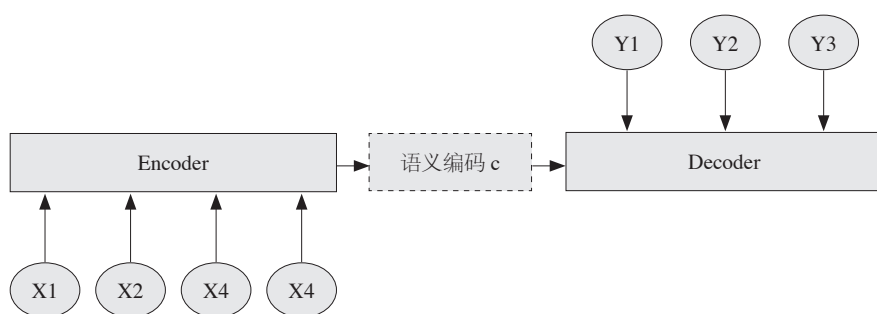 Y1 Y2 Y3
Encoder 语义编码 c Decoder
X1 X2 X4 X4